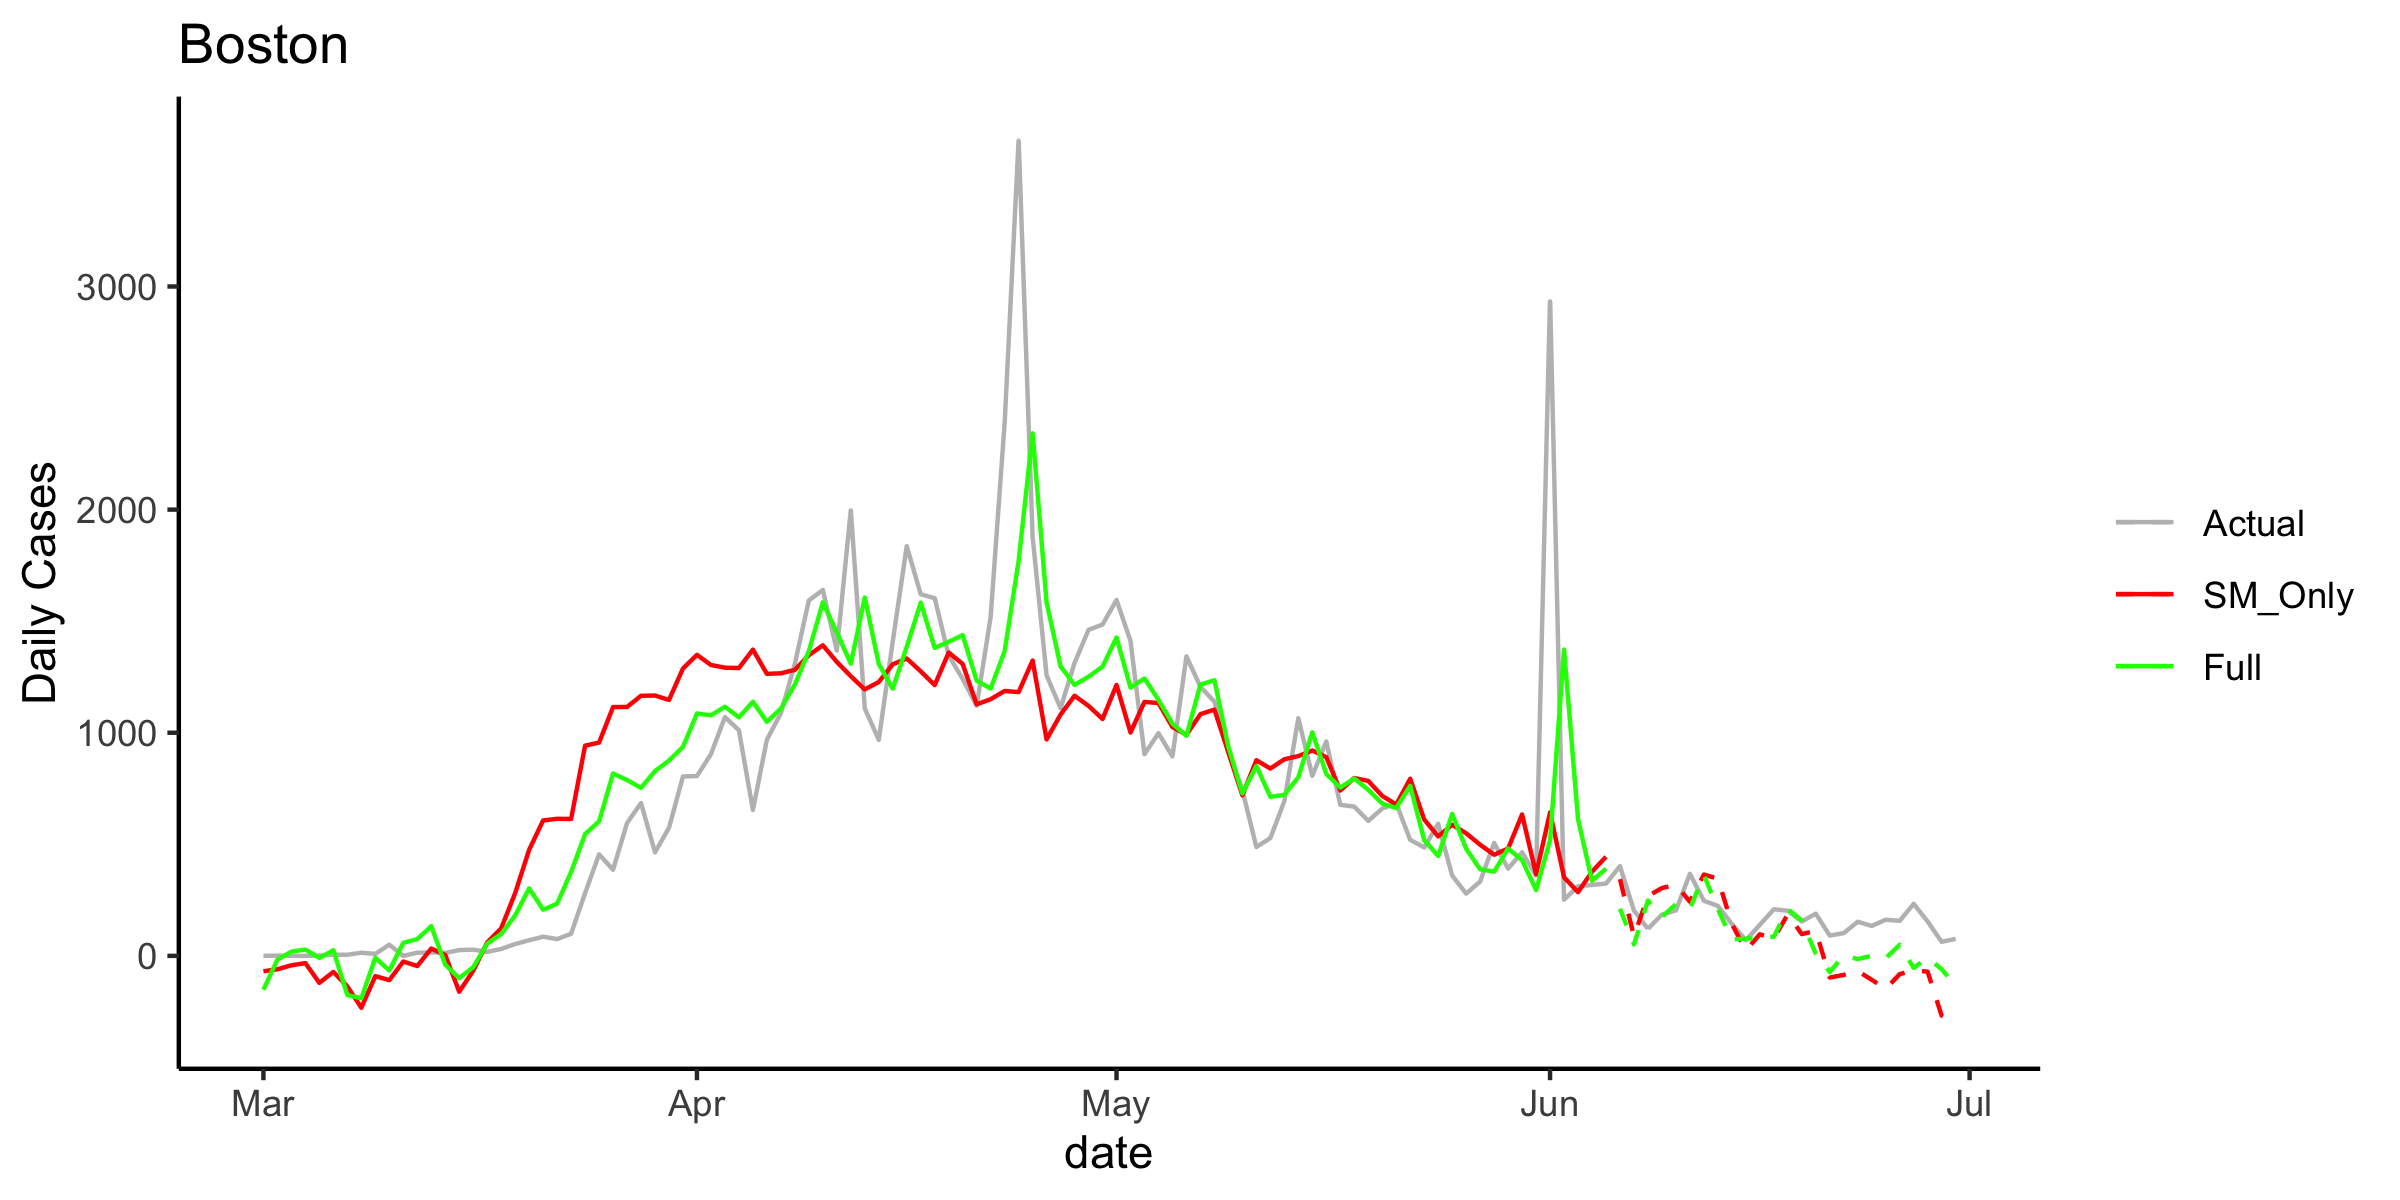 Boston
Daily Cases
3000
2000
1000
0
Mar
Apr
May
Jun
Jul
date
Actual
SM_Only
Full